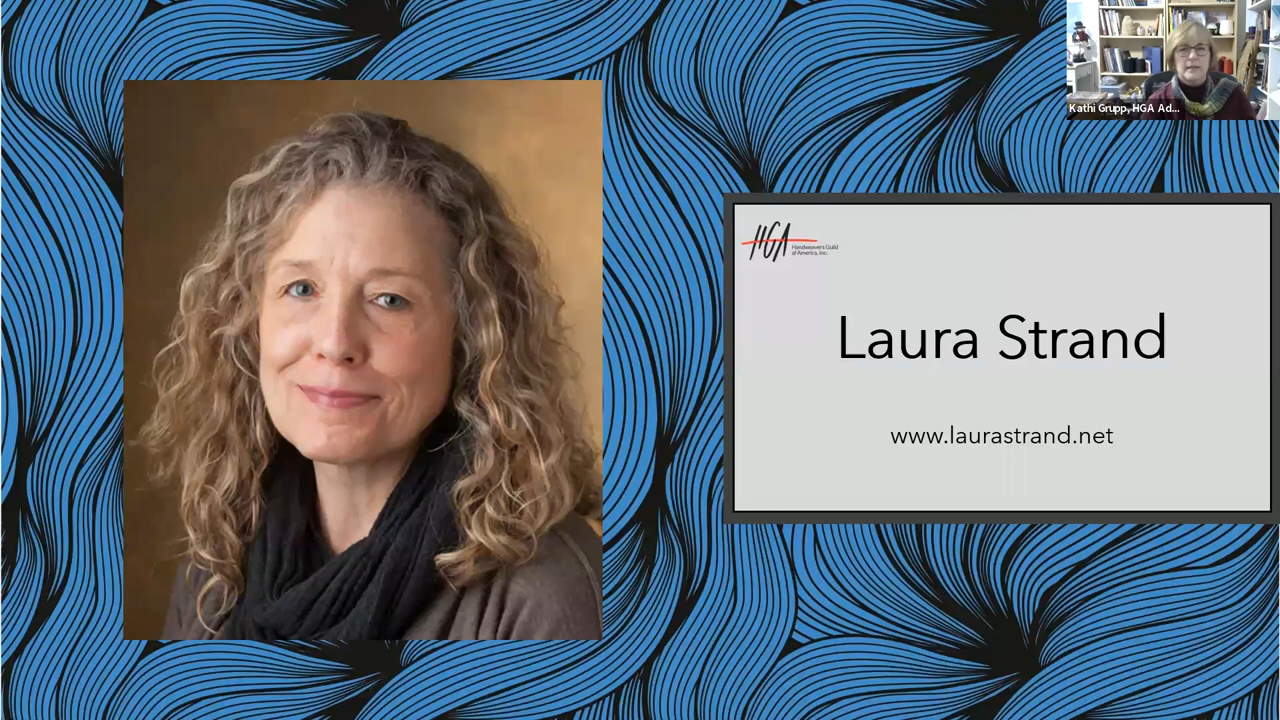 Kathi Grupp, HGA Ad...
HGA
Handweavers Guild
of America, Inc.
Laura Strand
www.laurastrand.net